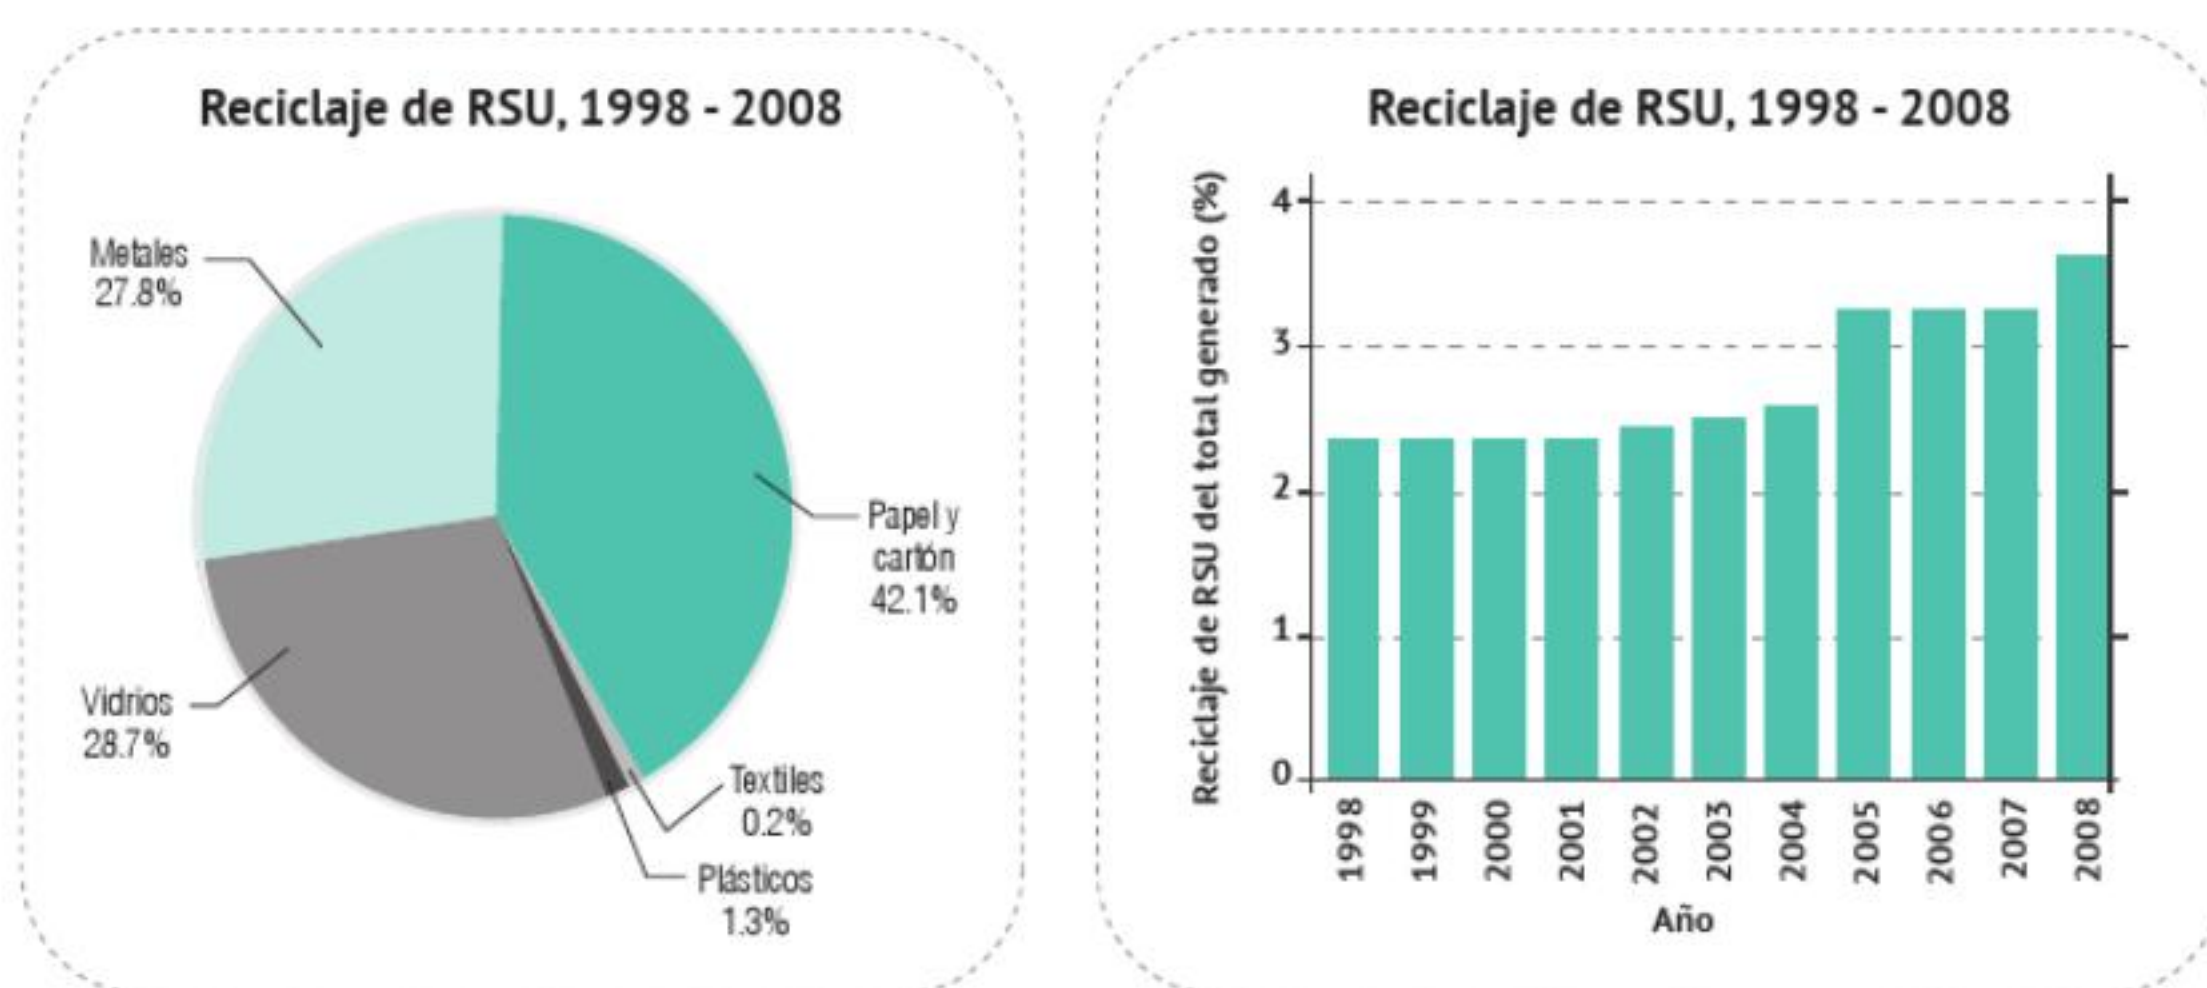 Reciclaje de RSU, 1998 - 2008
Metales
27.8%
Papel y
cartón
42.1%
Vidrios
28.7%
Textiles
0.2%
Plásticos
1.3%
Reciclaje de RSU, 1998 - 2008
Reciclaje de RSU del total generado (%)
4
3
2
1
0
1998
1999
2000
2001
2002
2003
2004
2005
2006
2007
2008
Año